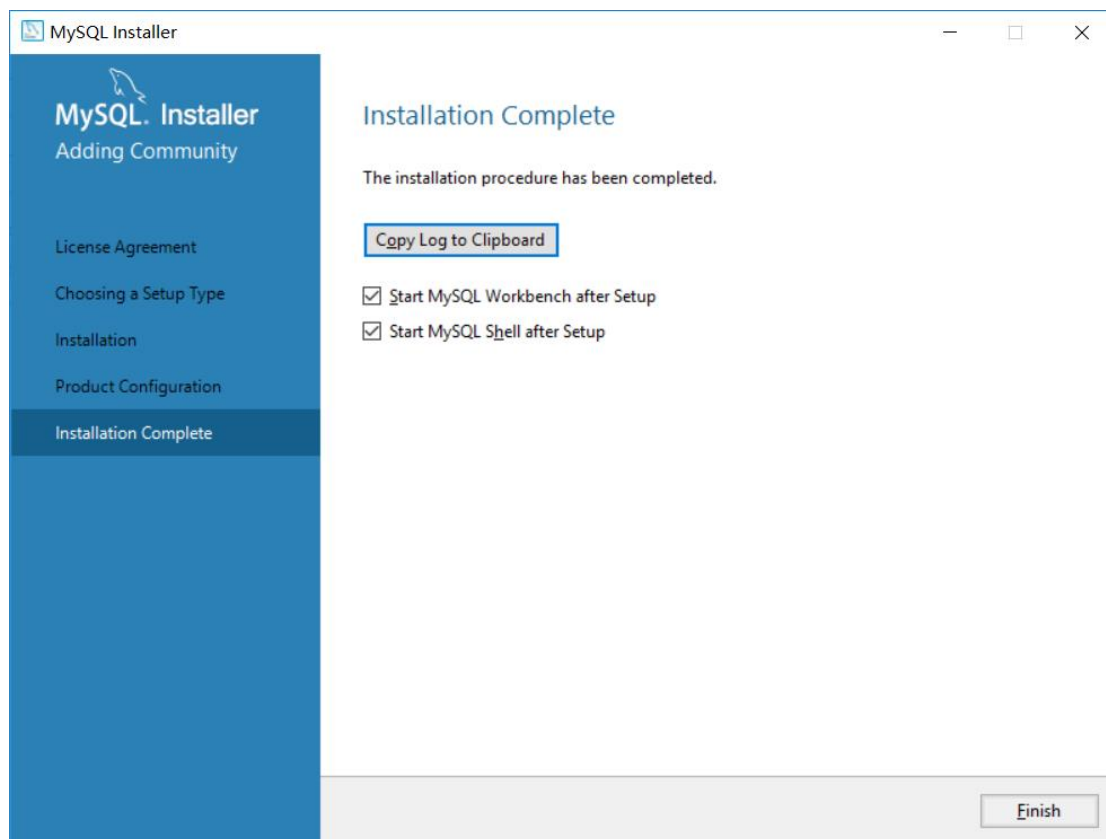 MySQL Installer
MySQL. Installer
Adding Community
License Agreement
Choosing a Setup Type
Installation
Product Configuration
Installation Complete
Installation Complete
The installation procedure has been completed.
Copy Log to Clipboard
Start MySQL Workbench after Setup
Start MySQL Shell after Setup
Finish